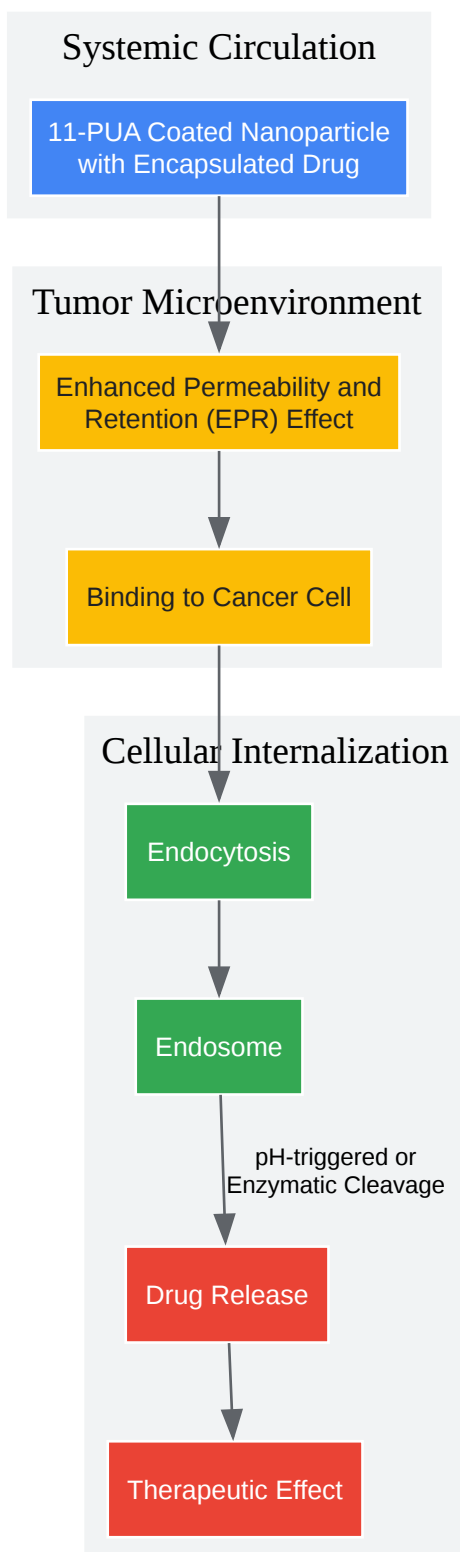 Systemic Circulation
11-PUA Coated Nanoparticle
with Encapsulated Drug
Tumor Microenvironment
Enhanced Permeability and
Retention (EPR) Effect
Binding to Cancer Cell
Cellular Internalization
Endocytosis
Endosome
pH-triggered or
Enzymatic Cleavage
Drug Release
Therapeutic Effect